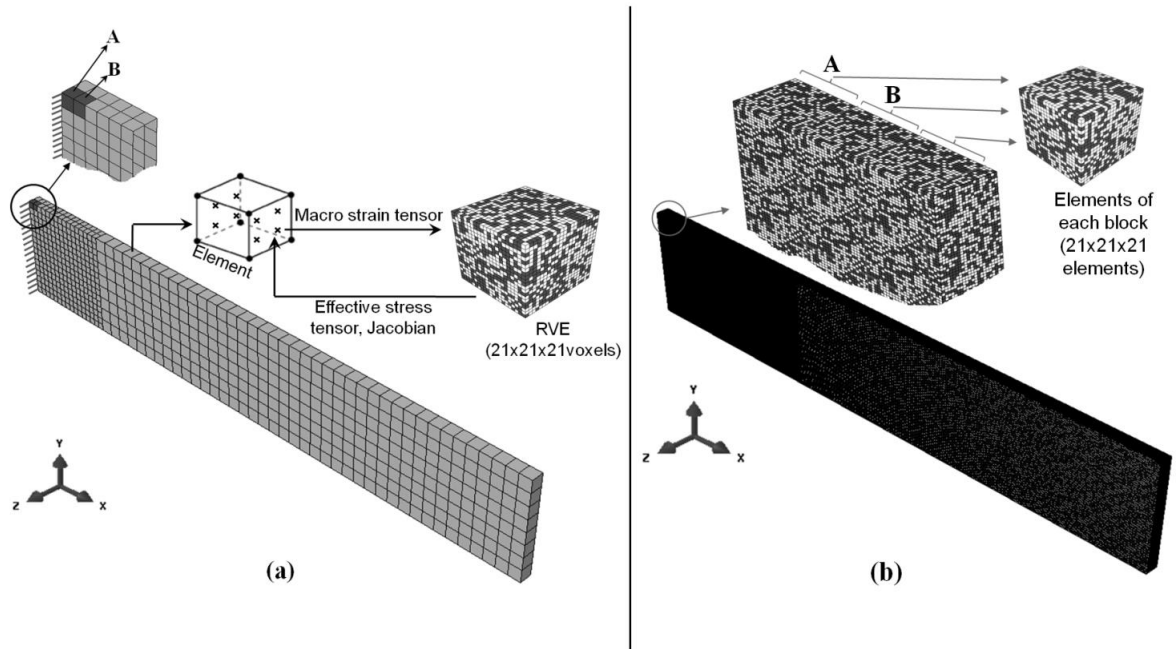 A
B
Element
Macro strain tensor
Effective stress
tensor, Jacobian
RVE
(21x21x21voxels)
Y
Z
X
(a)
A
B
Elements of
each block
(21x21x21
elements)
Y
Z
X
(b)